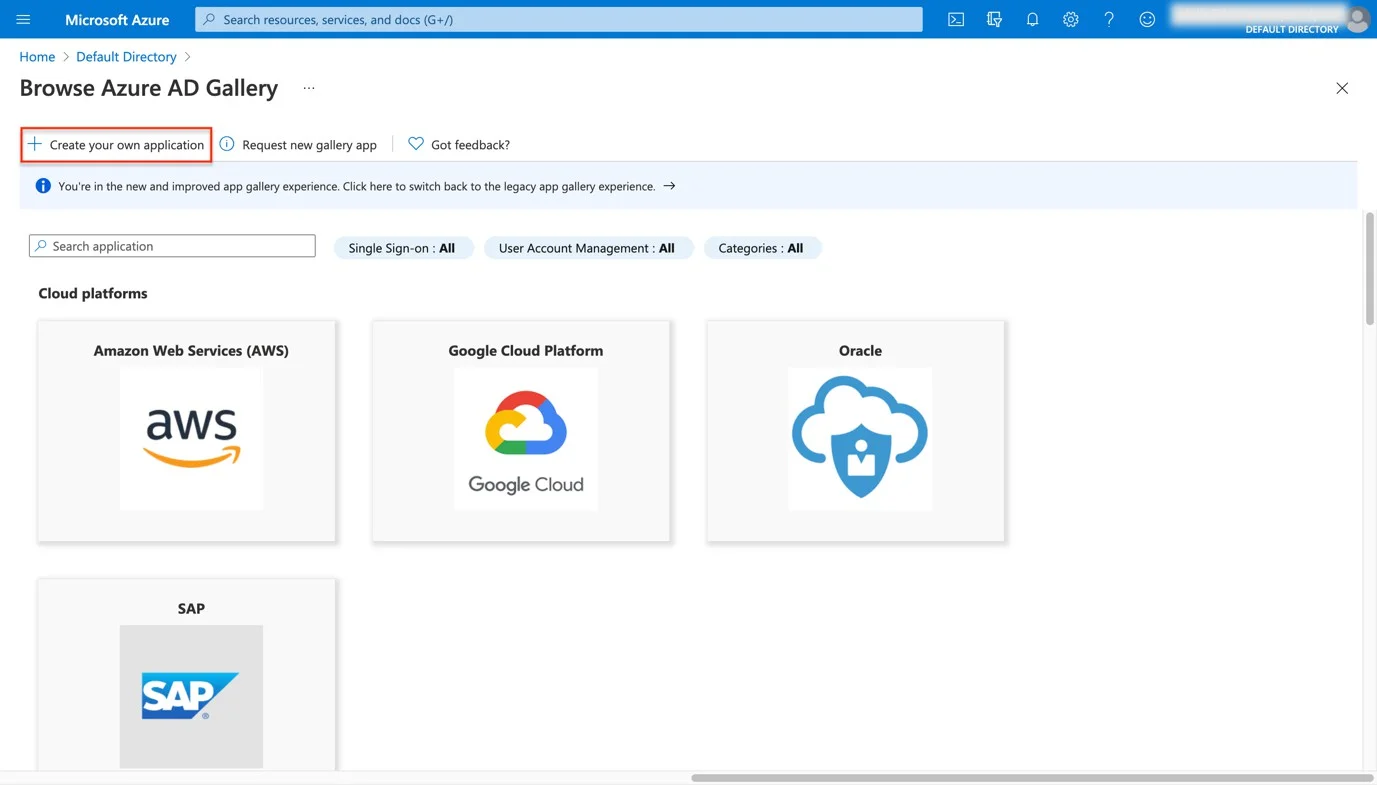 Microsoft Azure
Search resources, services, and docs (G+/)
DEFAULT DIRECTORY
Home > Default Directory >
Browse Azure AD Gallery ...
+ Create your own application
Request new gallery app
Got feedback?
You're in the new and improved app gallery experience. Click here to switch back to the legacy app gallery experience. →
Search application
Single Sign-on : All
User Account Management : All
Categories : All
Cloud platforms
Amazon Web Services (AWS)
aws
Google Cloud Platform
Google Cloud
Oracle
SAP
SAP®